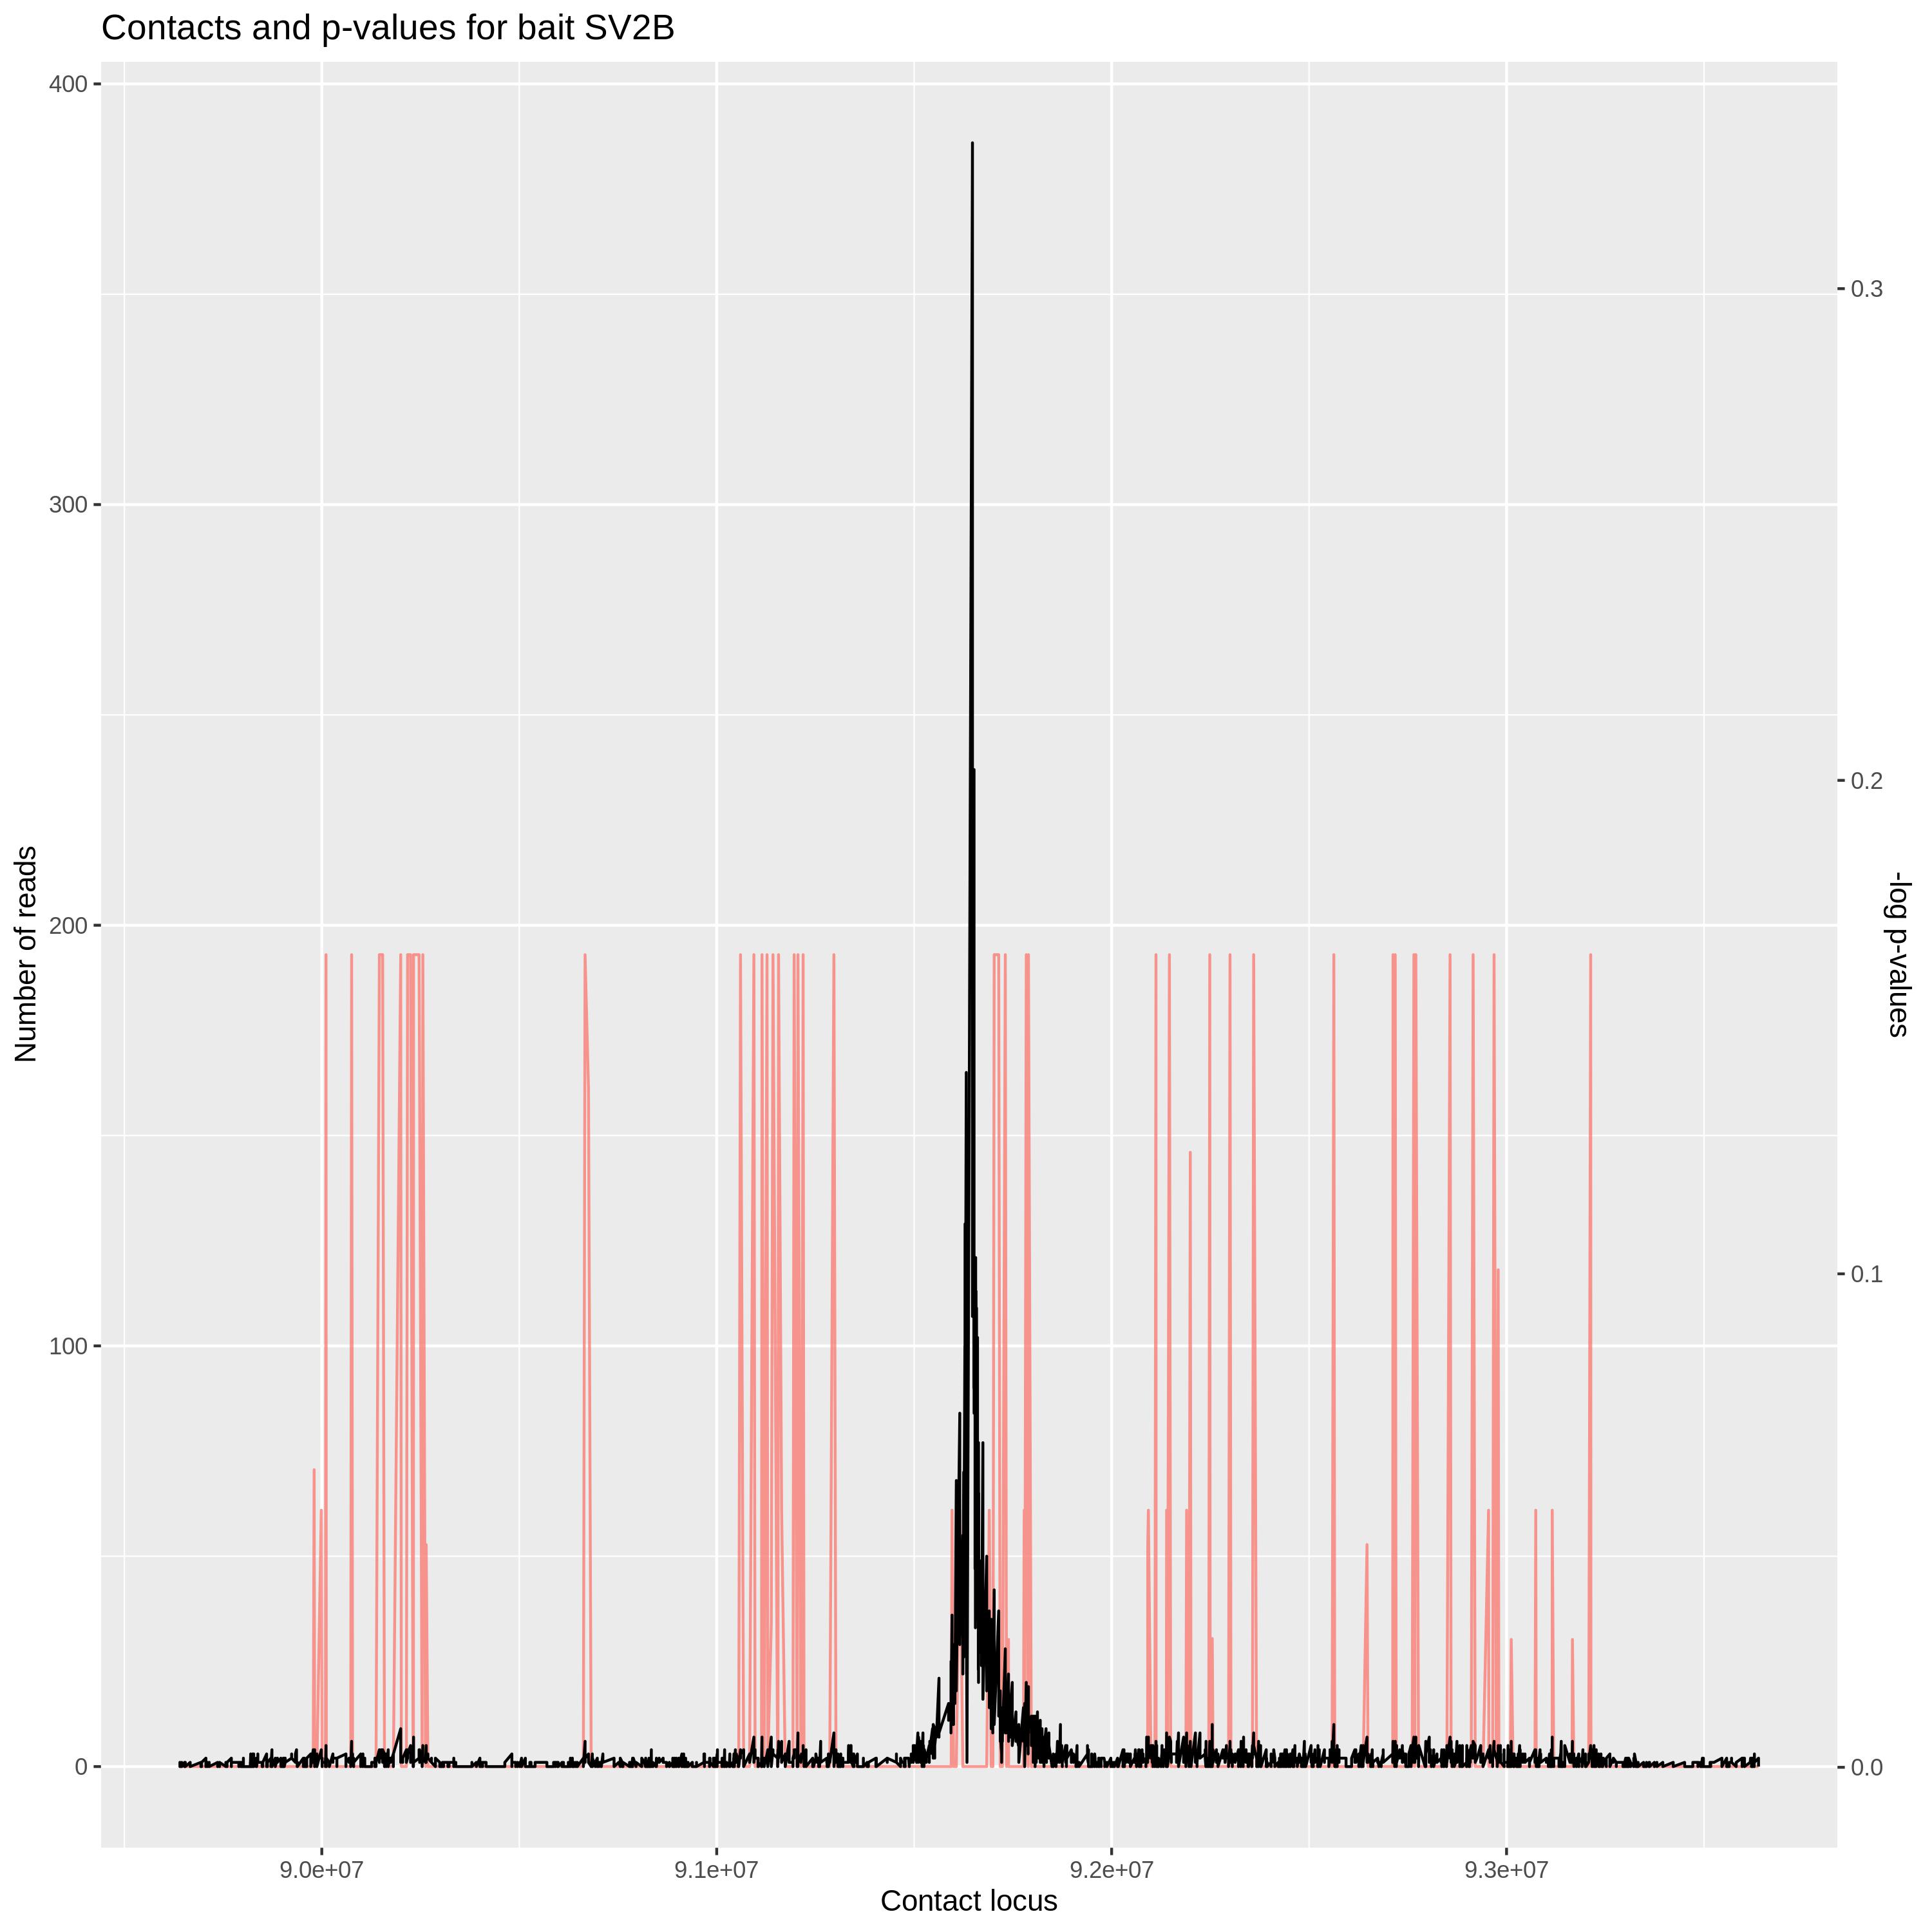 Contacts and p-values for bait SV2B
400
300
200
100
0
Number of reads
0.3
0.2
0.1
0.0
-log p-values
9.0e+07
9.1e+07
9.2e+07
9.3e+07
Contact locus